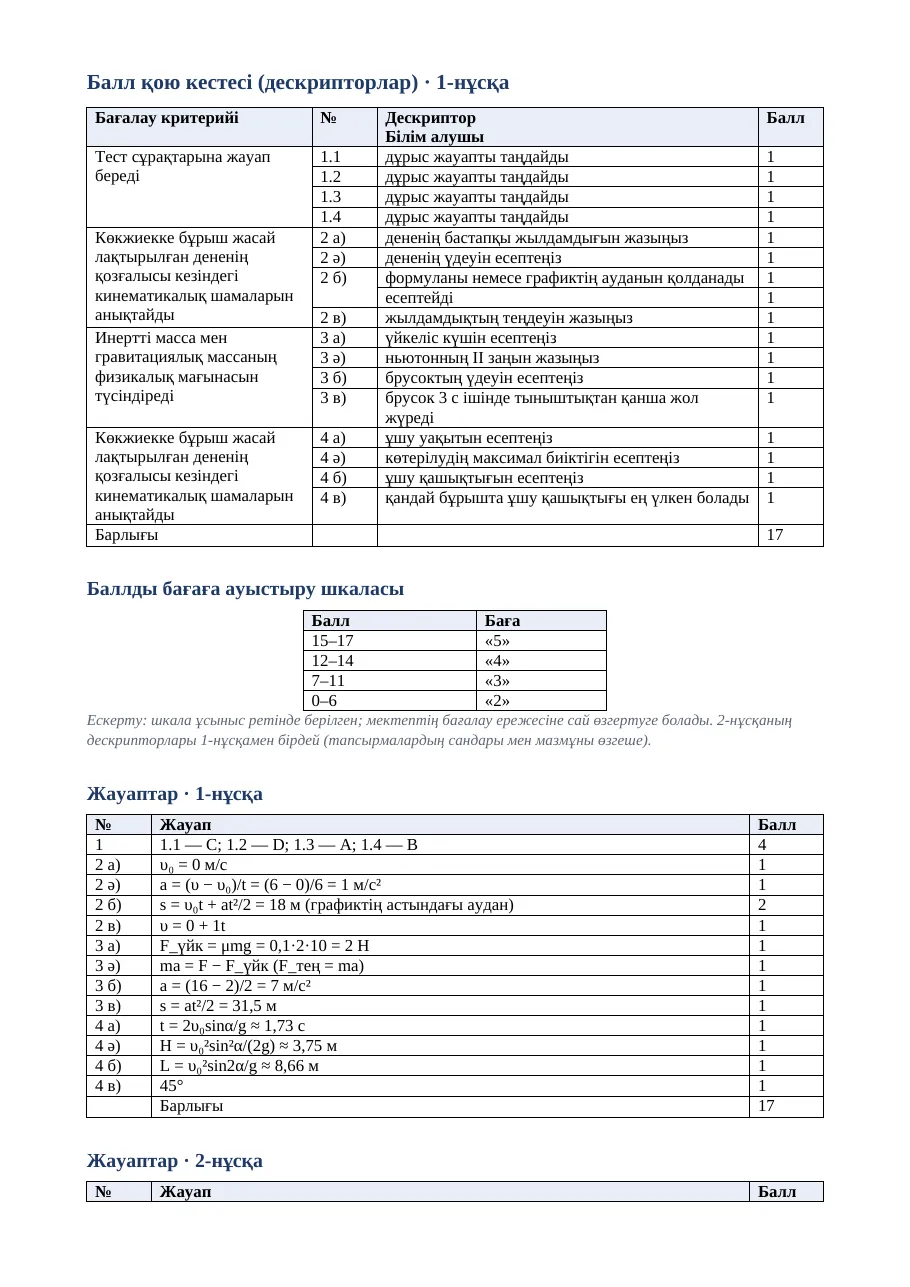 Балл қою кестесі (дескрипторлар) · 1-нұсқа
Бағалау критерийі № Дескриптор Балл
Білім алушы
Тест сұрақтарына жауап 1.1 дұрыс жауапты таңдайды 1
береді 1.2 дұрыс жауапты таңдайды 1
1.3 дұрыс жауапты таңдайды 1
1.4 дұрыс жауапты таңдайды 1
Көкжиекке бұрыш жасай 2 а) дененің бастапқы жылдамдығын жазыңыз 1
лақтырылған дененің 2 ә) дененің үдеуін есептеңіз 1
қозғалысы кезіндегі 2 б) формуланы немесе графиктің ауданын қолданады 1
кинематикалық шамаларын есептейді 1
анықтайды 2 в) жылдамдықтың теңдеуін жазыңыз 1
Инертті масса мен 3 а) үйкеліс күшін есептеңіз 1
гравитациялық массаның 3 ә) ньютонның II заңын жазыңыз 1
физикалық мағынасын 3 б) брусоктың үдеуін есептеңіз 1
түсіндіреді 3 в) брусок 3 с ішінде тыныштықтан қанша жол 1
жүреді
Көкжиекке бұрыш жасай 4 а) ұшу уақытын есептеңіз 1
лақтырылған дененің 4 ә) көтерілудің максимал биіктігін есептеңіз 1
қозғалысы кезіндегі 4 б) ұшу қашықтығын есептеңіз 1
кинематикалық шамаларын 4 в) қандай бұрышта ұшу қашықтығы ең үлкен болады 1
анықтайды
Барлығы 17
Баллды бағаға ауыстыру шкаласы
Балл Баға
15–17 «5»
12–14 «4»
7–11 «3»
0–6 «2»
Ескерту: шкала ұсыныс ретінде берілген; мектептің бағалау ережесіне сай өзгертуге болады. 2-нұсқаның
дескрипторлары 1-нұсқамен бірдей (тапсырмалардың сандары мен мазмұны өзгеше).
Жауаптар · 1-нұсқа
№ Жауап Балл
1 1.1 — C; 1.2 — D; 1.3 — A; 1.4 — B 4
2 а) υ₀ = 0 м/с 1
2 ә) a = (υ − υ₀)/t = (6 − 0)/6 = 1 м/с² 1
2 б) s = υ₀t + at²/2 = 18 м (графиктің астындағы аудан) 2
2 в) υ = 0 + 1t 1
3 а) F_үйк = μmg = 0,1·2·10 = 2 Н 1
3 ә) ma = F − F_үйк (F_тең = ma) 1
3 б) a = (16 − 2)/2 = 7 м/с² 1
3 в) s = at²/2 = 31,5 м 1
4 а) t = 2υ₀sinα/g ≈ 1,73 с 1
4 ә) H = υ₀²sin²α/(2g) ≈ 3,75 м 1
4 б) L = υ₀²sin2α/g ≈ 8,66 м 1
4 в) 45° 1
Барлығы 17
Жауаптар · 2-нұсқа
№ Жауап Балл